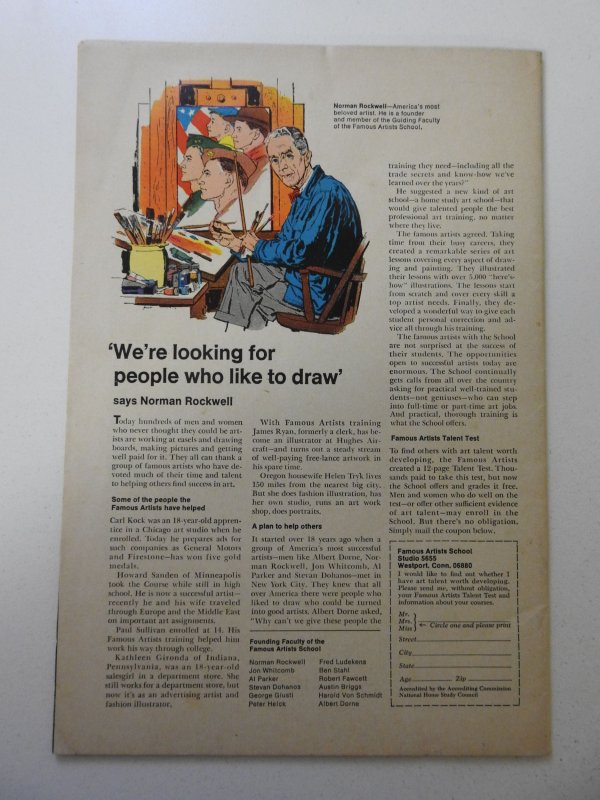 Norman Rockwell—America's most
beloved artist. He is a founder
and member of the Guiding Faculty
of the Famous Artists School.
'We're looking for
people who like to draw'
says Norman Rockwell
Today hundreds of men and women
who never thought they could be art-
ists are working at easels and drawing
boards, making pictures and getting
well paid for it. They all can thank a
group of famous artists who have de-
voted much of their time and talent
to helping others find success in art.
Some of the people the
Famous Artists have helped
Carl Kock was an 18-year-old appren-
tice in a Chicago art studio when he
enrolled. Today he prepares ads for
such companies as General Motors
and Firestone—has won five gold
medals.
Howard Sanden of Minneapolis
took the Course while still in high
school. He is now a successful artist—
recently he and his wife traveled
through Europe and the Middle East
on important art assignments.
Paul Sullivan enrolled at 14. His
Famous Artists training helped him
work his way through college.
Kathleen Gironda of Indiana,
Pennsylvania, was an 18-year-old
salesgirl in a department store. She
still works for a department store, but
now it's as an advertising artist and
fashion illustrator.
With Famous Artists training
James Ryan, formerly a clerk, has be-
come an illustrator at Hughes Air-
craft—and turns out a steady stream
of well-paying free-lance artwork in
his spare time.
Oregon housewife Helen Tryk lives
150 miles from the nearest big city.
But she does fashion illustration, has
her own studio, runs an art work
shop, does portraits.
A plan to help others
It started over 18 years ago when a
group of America's most successful
artists—men like Albert Dorne, Nor-
man Rockwell, Jon Whitcomb, Al
Parker and Stevan Dohanos—met in
New York City. They knew that all
over America there were people who
liked to draw who could be turned
into good artists. Albert Dorne asked,
"Why can't we give these people the
Founding Faculty of the
Famous Artists School
Norman Rockwell
Jon Whitcomb
Al Parker
Stevan Dohanos
George Giusti
Peter Helck
Fred Ludekens
Ben Stahl
Robert Fawcett
Austin Briggs
Harold Von Schmidt
Albert Dorne
training they need—including all the
trade secrets and know-how we've
learned over the years?"
He suggested a new kind of art
school—a home study art school—that
would give talented people the best
professional art training, no matter
where they live.
The famous artists agreed. Taking
time from their busy careers, they
created a remarkable series of art
lessons covering every aspect of draw-
ing and painting. They illustrated
their lessons with over 5,000 "here's-
how" illustrations. The lessons start
from scratch and cover every skill a
top artist needs. Finally, they de-
veloped a wonderful way to give each
student personal correction and ad-
vice all through his training.
The famous artists with the School
are not surprised at the success of
their students. The opportunities
open to successful artists today are
enormous. The School continually
gets calls from all over the country
asking for practical well-trained stu-
dents—not geniuses—who can step
into full-time or part-time art jobs.
And practical, thorough training is
what the School offers.
Famous Artists Talent Test
To find others with art talent worth
developing, the Famous Artists
created a 12-page Talent Test. Thou-
sands paid to take this test, but now
the School offers and grades it free.
Men and women who do well on the
test—or offer other sufficient evidence
of art talent—may enroll in the
School. But there's no obligation.
Simply mail the coupon below.
Famous Artists School
Studio 5655
Westport, Conn. 06880
I would like to find out whether I
have art talent worth developing.
Please send me, without obligation,
your Famous Artists Talent Test and
information about your courses.
Mr.
Mrs. ← Circle one and please print
Miss
Street
City
State
Age Zip
Accredited by the Accrediting Commission
National Home Study Council